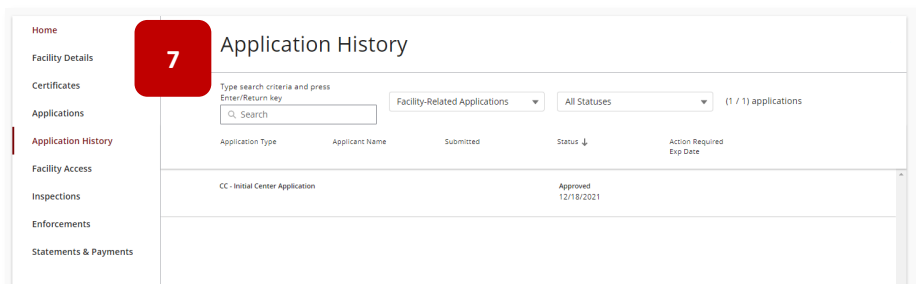 Home
Facility Details
Certificates
Applications
Application History
Facility Access
Inspections
Enforcements
Statements & Payments
7
Application History
Type search criteria and press
Enter/Return key
Search
Facility-Related Applications
All Statuses
(1 / 1) applications
Application Type
Applicant Name
Submitted
Status ↓
Action Required
Exp Date
CC - Initial Center Application
Approved
12/18/2021